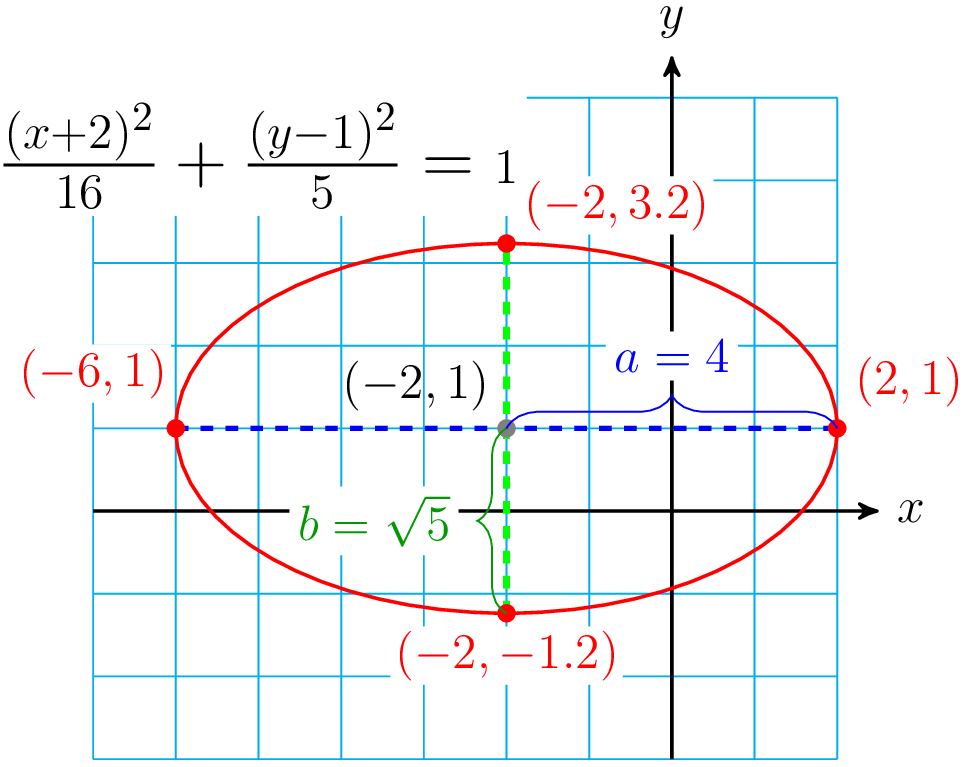 y
(x+2)²/16 + (y−1)²/5 = 1
(−2, 3.2)
(−6, 1)
(−2, 1)
a = 4
(2, 1)
b = √5
x
(−2, −1.2)